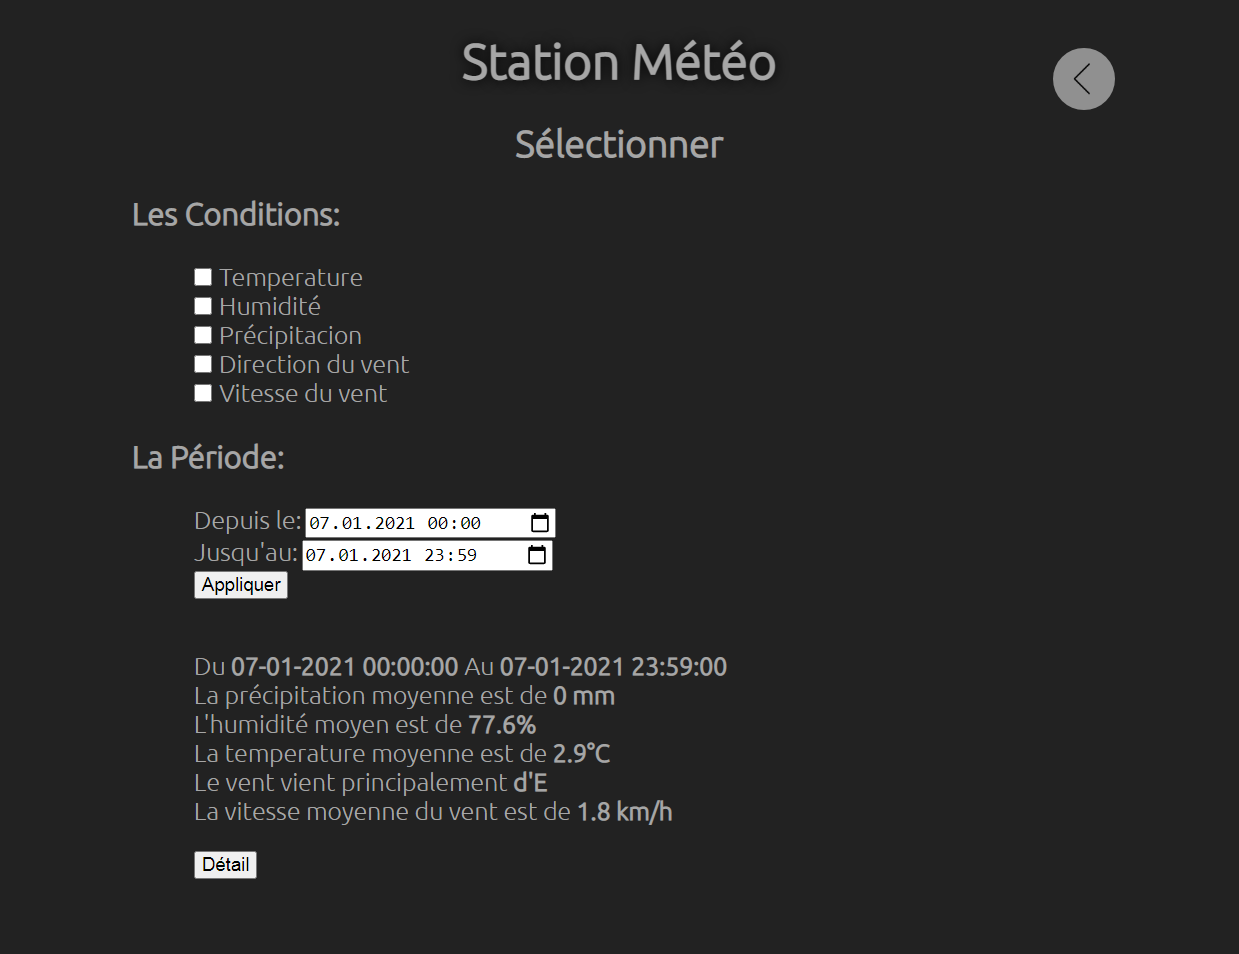 Station Météo
Sélectionner
Les Conditions:
Temperature
Humidité
Précipitacion
Direction du vent
Vitesse du vent
La Période:
Depuis le: 07.01.2021 00:00
Jusqu'au: 07.01.2021 23:59
Appliquer
Du 07-01-2021 00:00:00 Au 07-01-2021 23:59:00
La précipitation moyenne est de 0 mm
L'humidité moyen est de 77.6%
La temperature moyenne est de 2.9°C
Le vent vient principalement d'E
La vitesse moyenne du vent est de 1.8 km/h
Détail